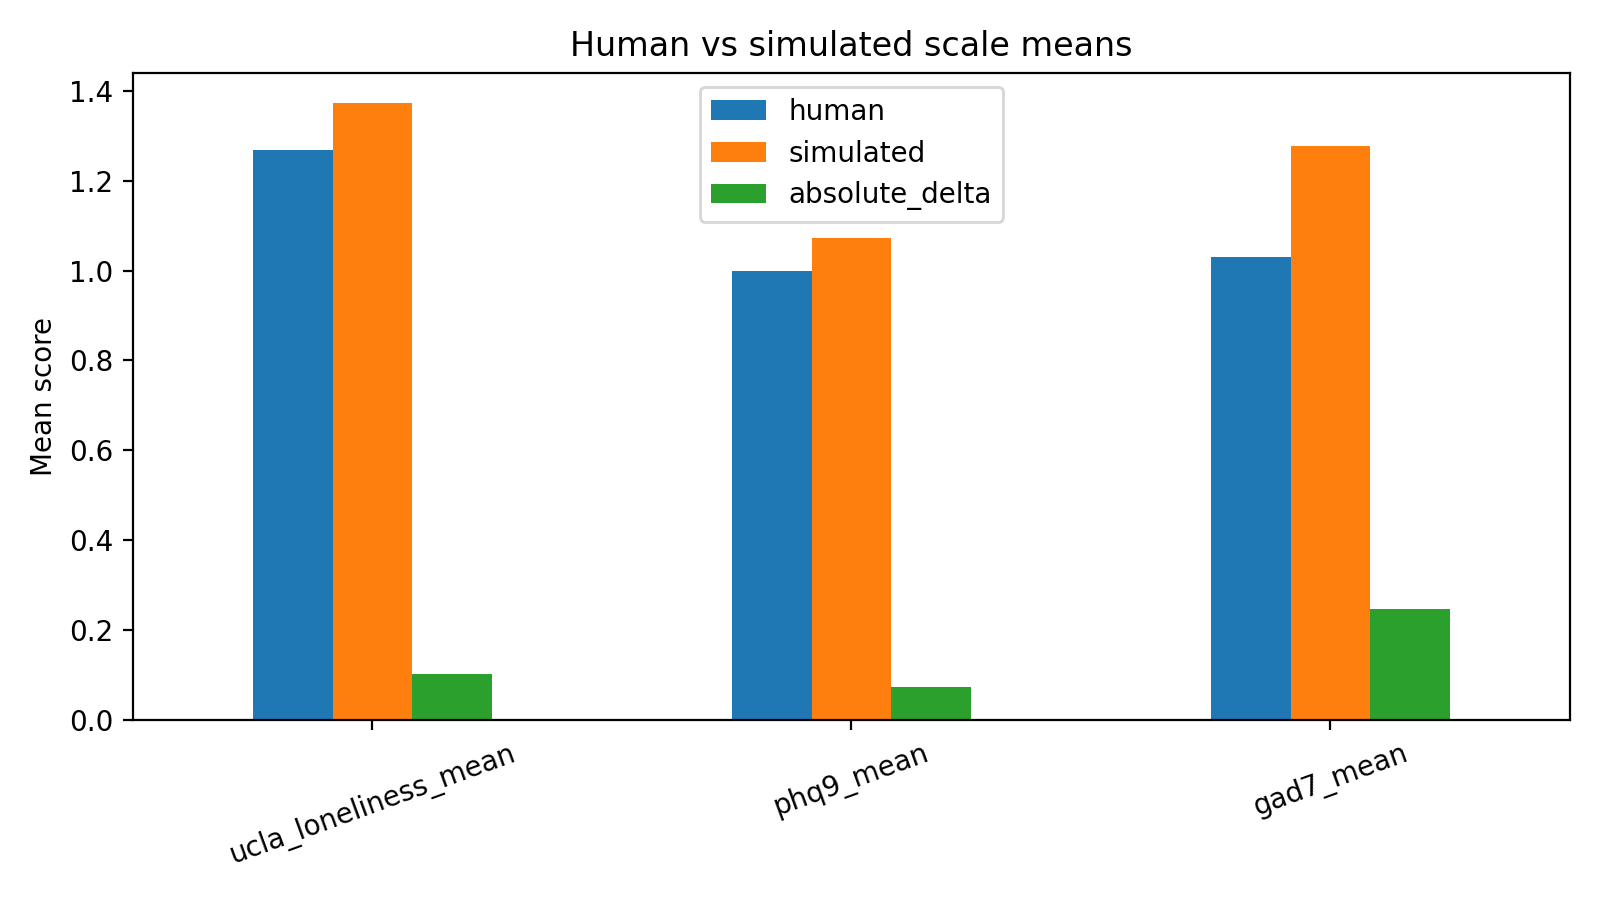 Human vs simulated scale means
human
simulated
absolute_delta
Mean score
1.4
1.2
1.0
0.8
0.6
0.4
0.2
0.0
ucla_loneliness_mean
phq9_mean
gad7_mean